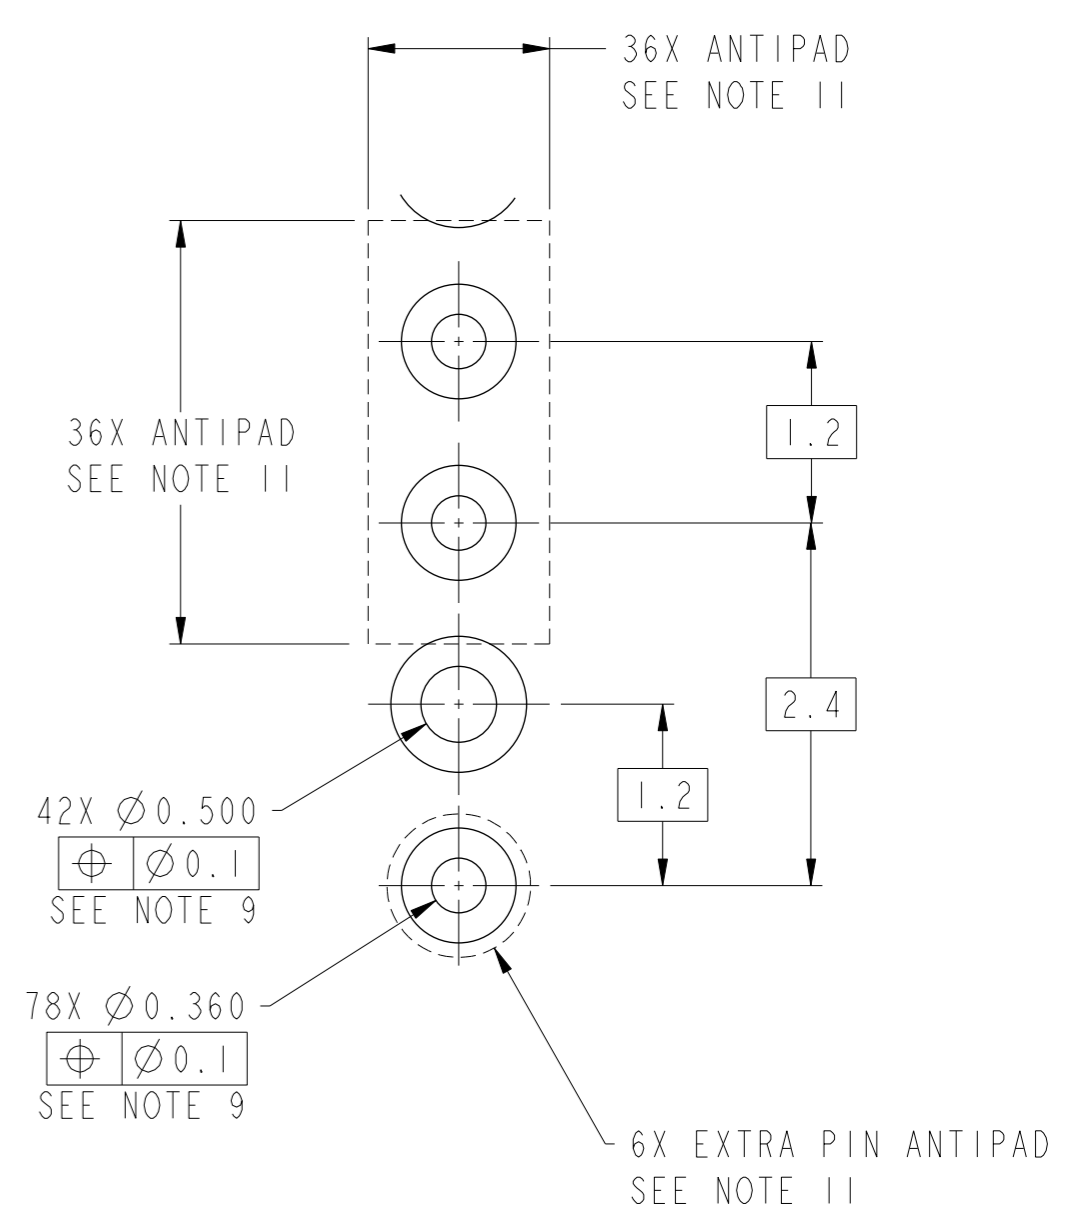 36X ANTIPAD
SEE NOTE 11
36X ANTIPAD
SEE NOTE 11
1.2
2.4
1.2
42X ⌀0.500
⌖ ⌀0.1
SEE NOTE 9
78X ⌀0.360
⌖ ⌀0.1
SEE NOTE 9
6X EXTRA PIN ANTIPAD
SEE NOTE 11